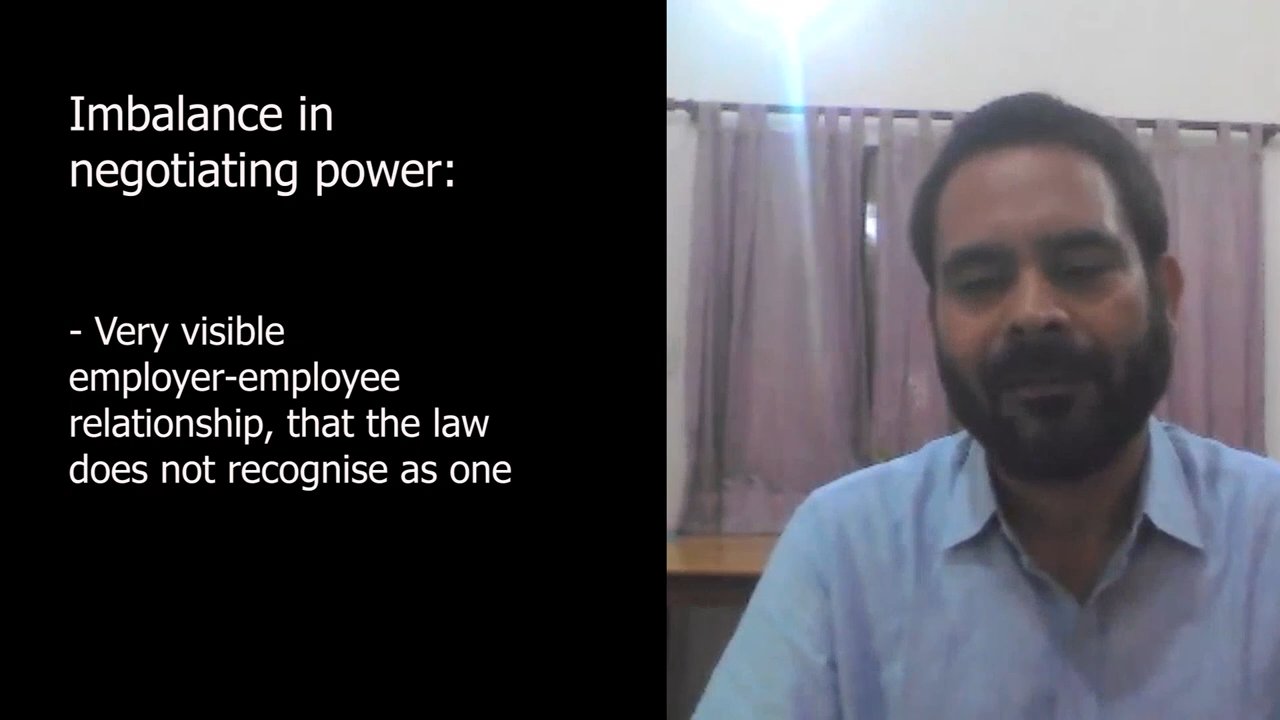 Imbalance in
negotiating power:
- Very visible
employer-employee
relationship, that the law
does not recognise as one